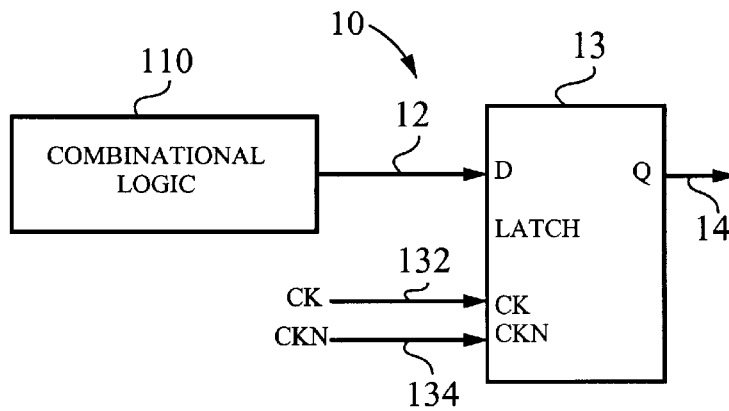 10
110
13
COMBINATIONAL
LOGIC
12
D
Q
14
LATCH
132
CK
CK
CKN
CKN
134